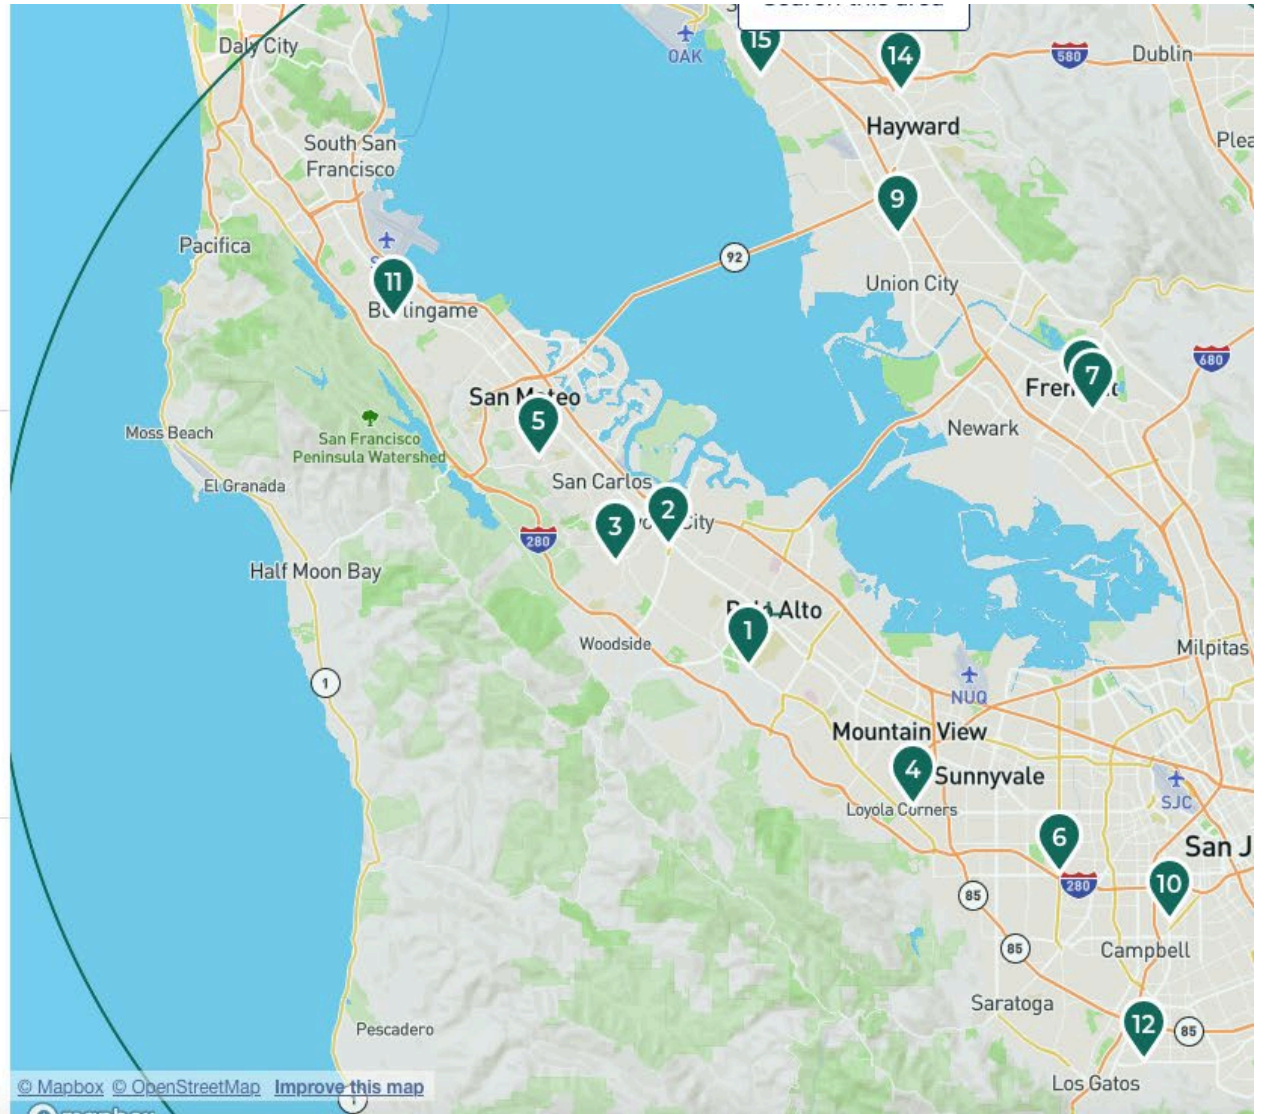 15
OAK
14
580
Dublin
Daly City
Hayward
South San
Francisco
9
Pacifica
92
Union City
11
680
7
Newark
San Mateo
5
Moss Beach
San Francisco
Peninsula Watershed
El Granada
San Carlos
2
3
City
280
Half Moon Bay
Alto
1
Woodside
Milpitas
1
NUQ
Mountain View
4
Sunnyvale
SJC
Loyola Corners
6
San J
280
10
85
85
Campbell
Saratoga
12
85
Pescadero
Los Gatos
© Mapbox © OpenStreetMap Improve this map
1